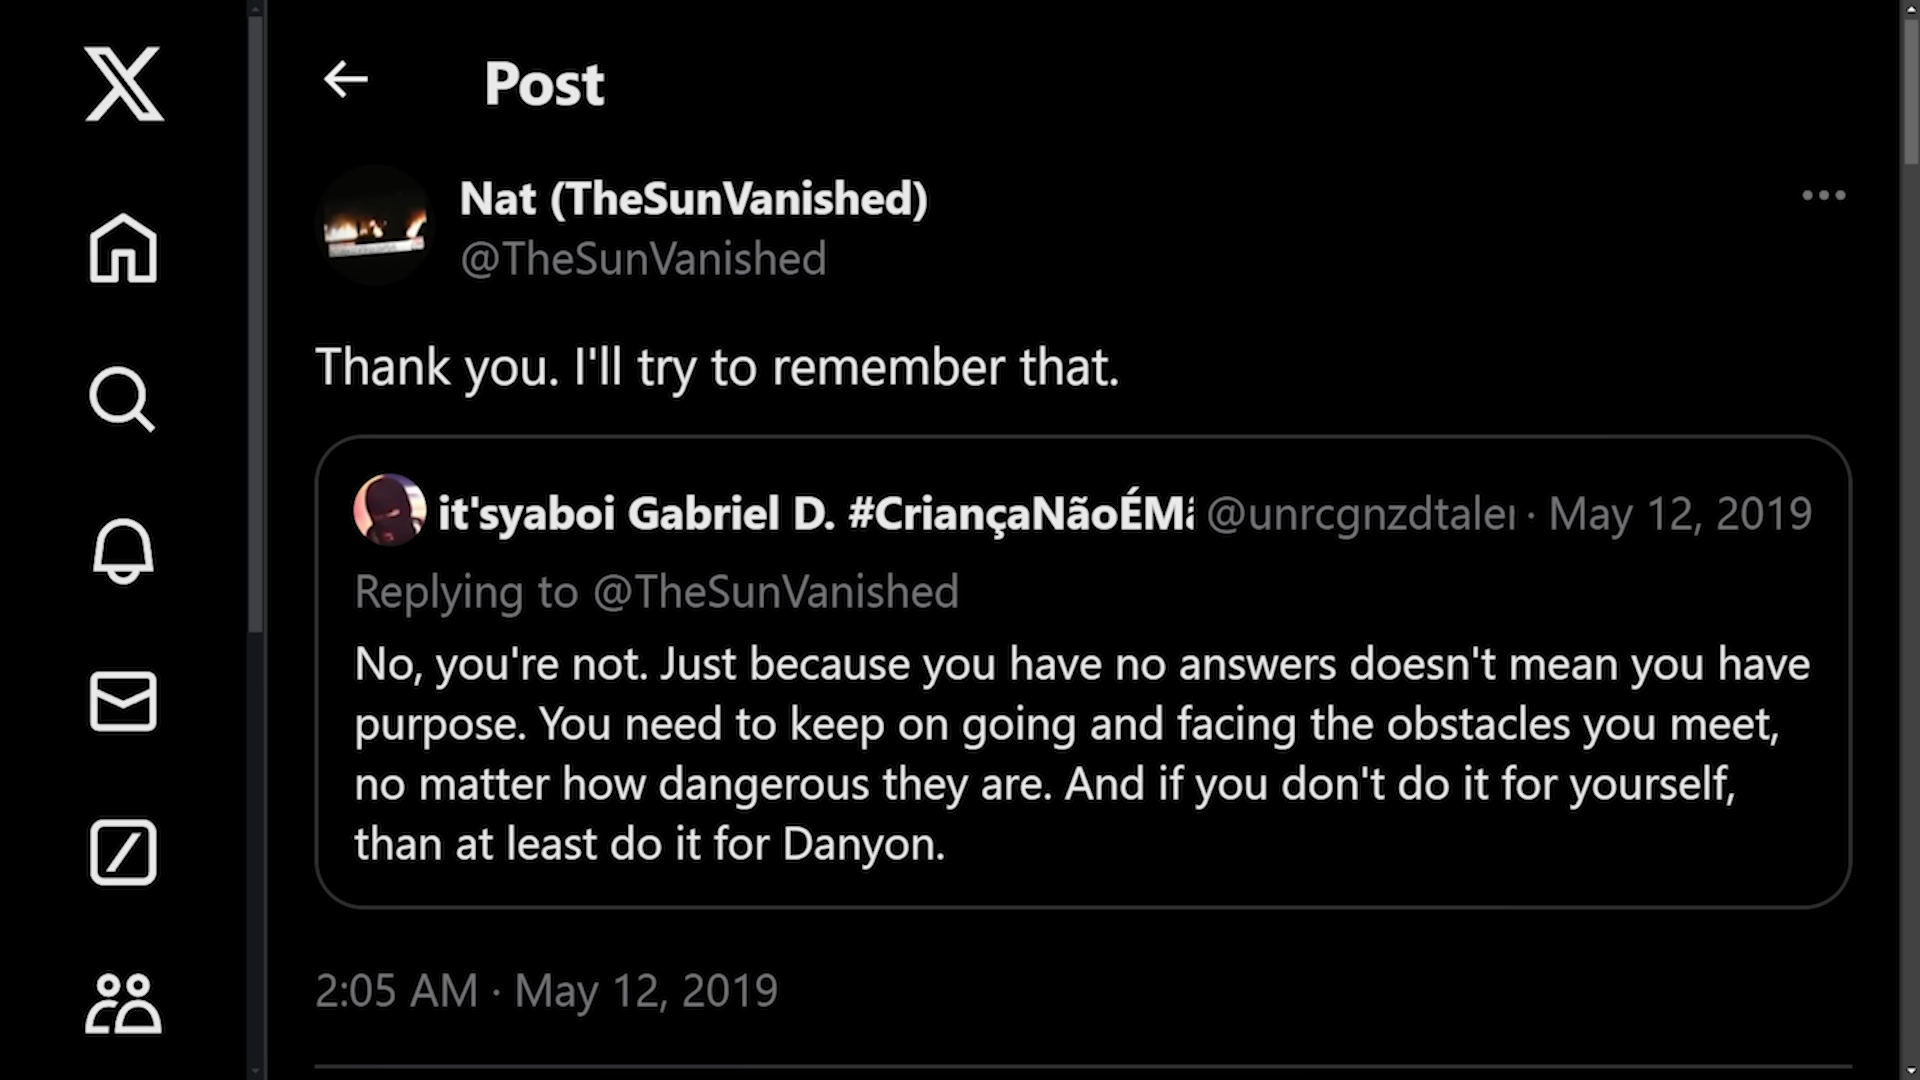 Post
Nat (TheSunVanished)
@TheSunVanished
Thank you. I'll try to remember that.
it'syaboi Gabriel D. #CriançaNãoÉMã @unrcgnzdtaler · May 12, 2019
Replying to @TheSunVanished
No, you're not. Just because you have no answers doesn't mean you have
purpose. You need to keep on going and facing the obstacles you meet,
no matter how dangerous they are. And if you don't do it for yourself,
than at least do it for Danyon.
2:05 AM · May 12, 2019